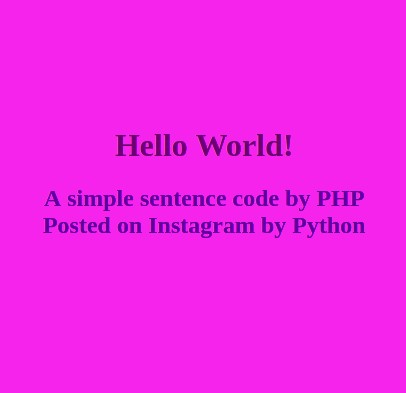 Hello World!
A simple sentence code by PHP
Posted on Instagram by Python